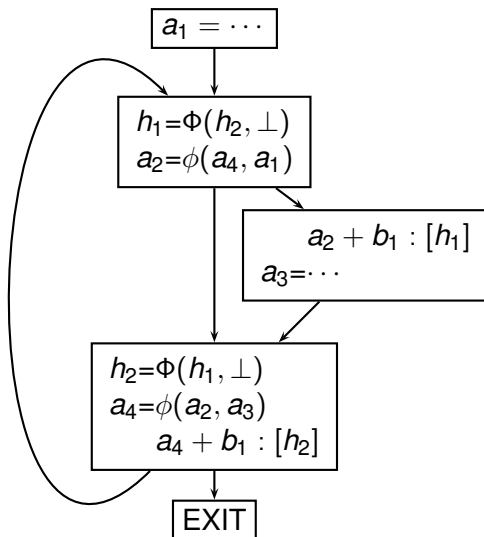 a₁ = ⋯
h₁=Φ(h₂, ⊥)
a₂=ϕ(a₄, a₁)
a₂ + b₁ : [h₁]
a₃=⋯
h₂=Φ(h₁, ⊥)
a₄=ϕ(a₂, a₃)
a₄ + b₁ : [h₂]
EXIT